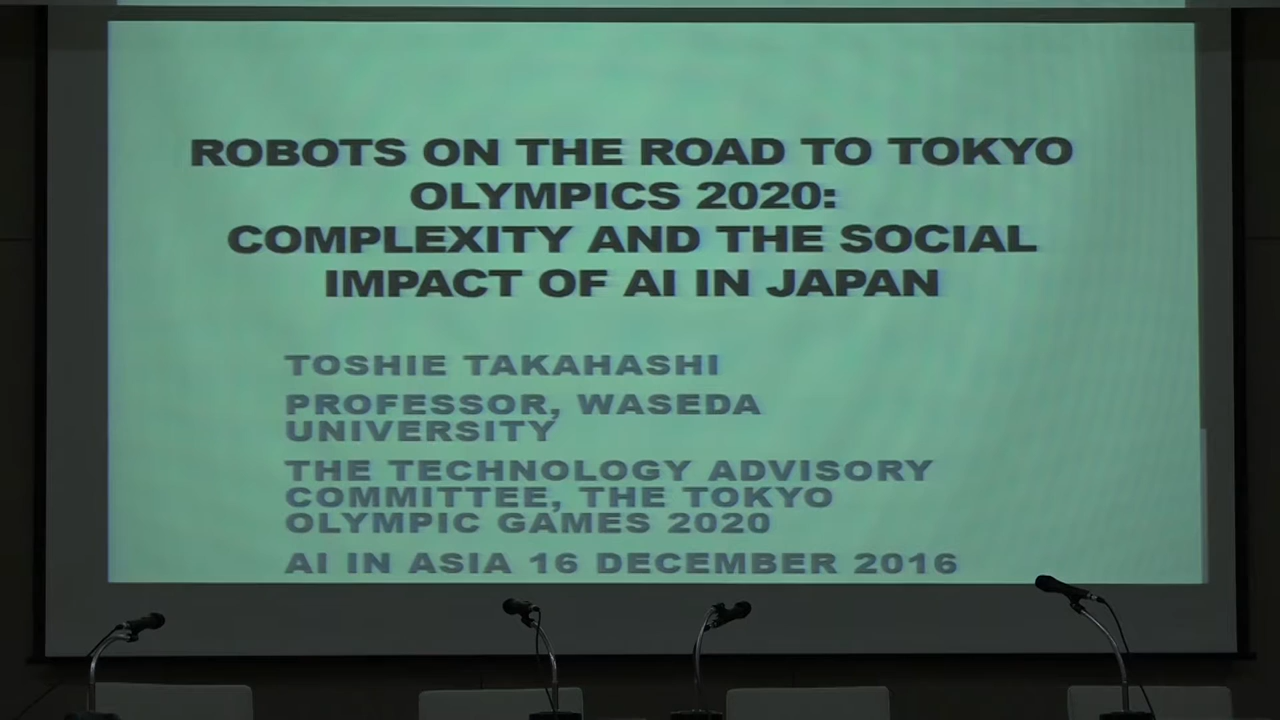 ROBOTS ON THE ROAD TO TOKYO
OLYMPICS 2020:
COMPLEXITY AND THE SOCIAL
IMPACT OF AI IN JAPAN
TOSHIE TAKAHASHI
PROFESSOR, WASEDA
UNIVERSITY
THE TECHNOLOGY ADVISORY
COMMITTEE, THE TOKYO
OLYMPIC GAMES 2020
AI IN ASIA 16 DECEMBER 2016